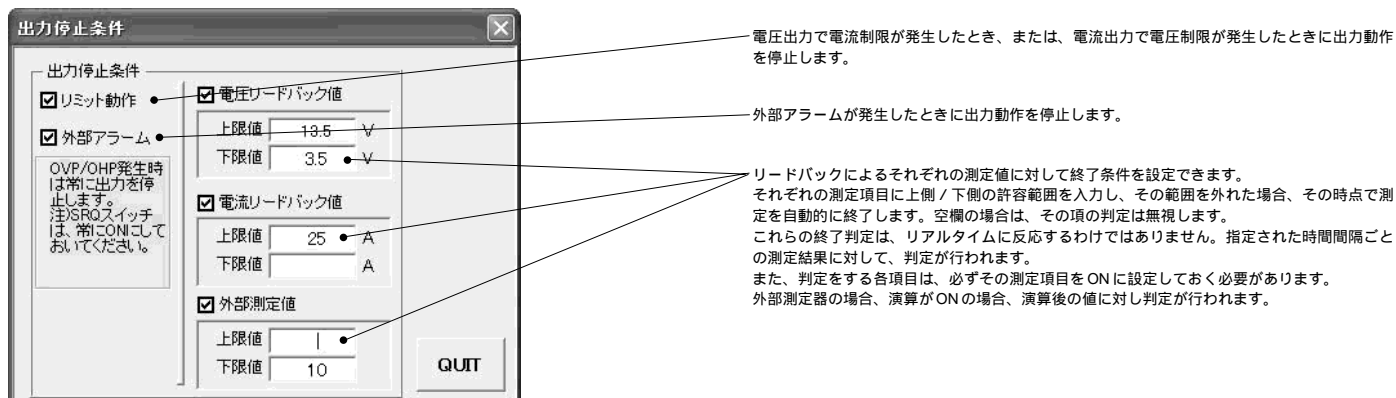 出力停止条件
出力停止条件
リミット動作
外部アラーム
OVP/OHP発生時
は常に出力を停
止します。
注)SRQスイッチ
は、常にONにして
おいてください。
電圧リードバック値
上限値 13.5 V
下限値 3.5 V
電流リードバック値
上限値 25 A
下限値 A
外部測定値
上限値
下限値 10
QUIT
電圧出力で電流制限が発生したとき、または、電流出力で電圧制限が発生したときに出力動作
を停止します。
外部アラームが発生したときに出力動作を停止します。
リードバックによるそれぞれの測定値に対して終了条件を設定できます。
それぞれの測定項目に上側 / 下側の許容範囲を入力し、その範囲を外れた場合、その時点で測
定を自動的に終了します。空欄の場合は、その項の判定は無視します。
これらの終了判定は、リアルタイムに反応するわけではありません。指定された時間間隔ごと
の測定結果に対して、判定が行われます。
また、判定をする各項目は、必ずその測定項目をONに設定しておく必要があります。
外部測定器の場合、演算がONの場合、演算後の値に対し判定が行われます。